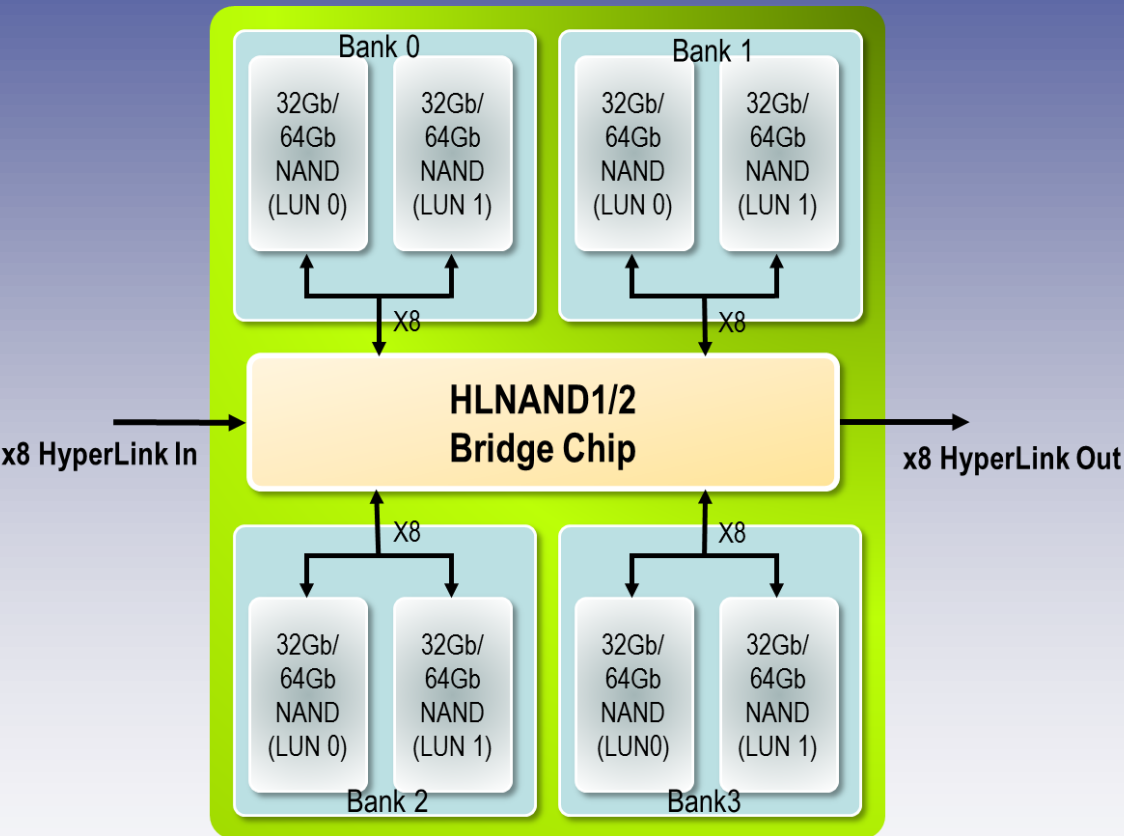 Bank 0
32Gb/
64Gb
NAND
(LUN 0)
32Gb/
64Gb
NAND
(LUN 1)
X8
Bank 1
32Gb/
64Gb
NAND
(LUN 0)
32Gb/
64Gb
NAND
(LUN 1)
X8
x8 HyperLink In
HLNAND1/2
Bridge Chip
x8 HyperLink Out
X8
32Gb/
64Gb
NAND
(LUN 0)
32Gb/
64Gb
NAND
(LUN 1)
Bank 2
X8
32Gb/
64Gb
NAND
(LUN0)
32Gb/
64Gb
NAND
(LUN 1)
Bank3